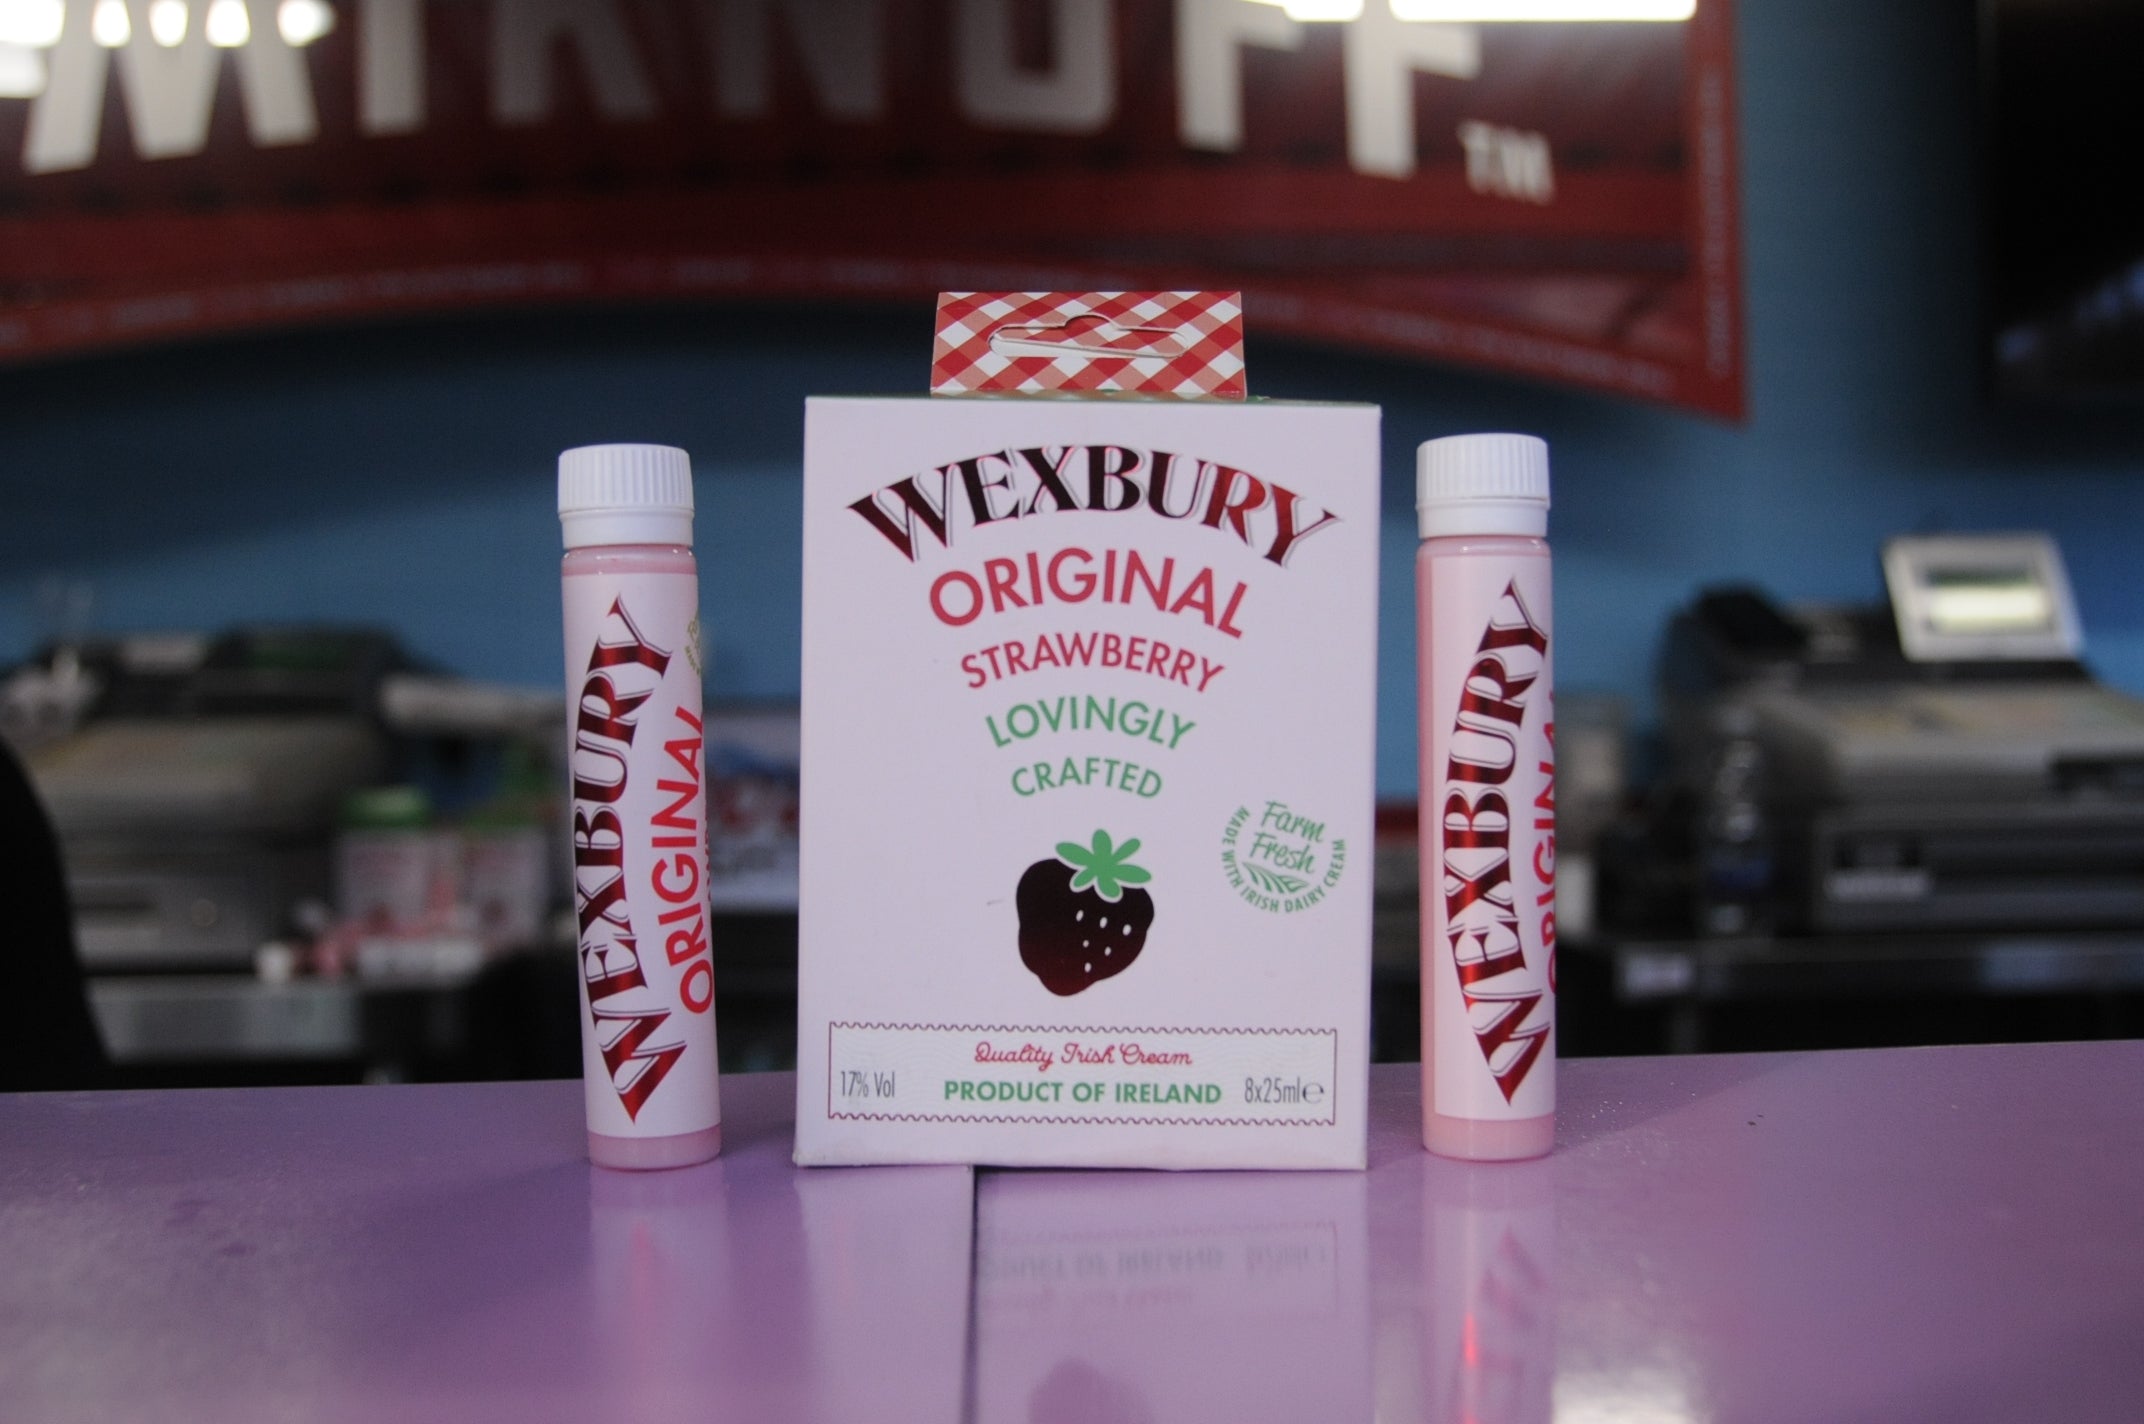 MIRNOFF
TM
WEXBURY
ORIGINAL
STRAWBERRY
LOVINGLY
CRAFTED
Farm
Fresh
MADE WITH IRISH DAIRY CREAM
Quality Irish Cream
17% Vol PRODUCT OF IRELAND 8x25ml℮
WEXBURY
ORIGINAL
WEXBURY
ORIGINAL